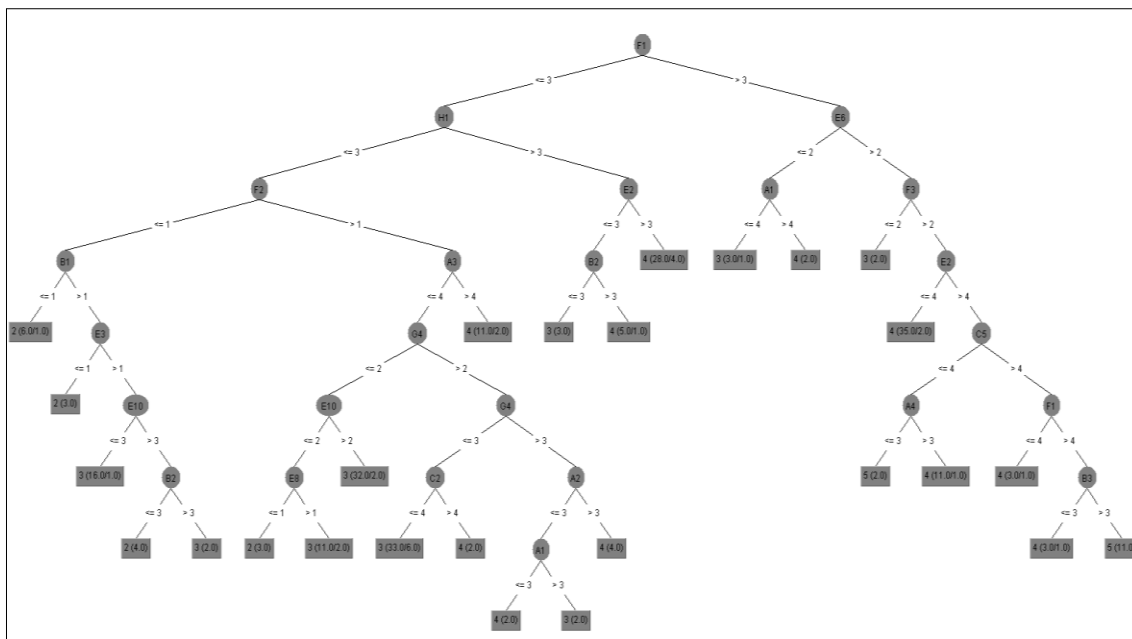 F1
<= 3 > 3
H1 E6
<= 3 > 3 <= 2 > 2
F2 E2 A1 F3
<= 1 > 1 <= 3 > 3 <= 4 > 4 <= 2 > 2
B1 A3 B2 4 (28.0/4.0) 3 (3.0/1.0) 4 (2.0) 3 (2.0) E2
<= 1 > 1 <= 4 > 4 <= 3 > 3 <= 4 > 4
2 (6.0/1.0) E3 G4 4 (11.0/2.0) 3 (3.0) 4 (5.0/1.0) 4 (35.0/2.0) C5
<= 1 > 1 <= 2 > 2 <= 4 > 4
2 (3.0) E10 E10 G4 A4 F1
<= 3 > 3 <= 2 > 2 <= 3 > 3 <= 3 > 3 <= 4 > 4
3 (16.0/1.0) B2 3 (32.0/2.0) C2 A2 5 (2.0) 4 (11.0/1.0) 4 (3.0/1.0) B3
<= 3 > 3 <= 1 > 1 <= 4 > 4 <= 3 > 3 <= 3 > 3
2 (4.0) 3 (2.0) 2 (3.0) 3 (11.0/2.0) 3 (33.0/6.0) 4 (2.0) A1 4 (4.0) 4 (3.0/1.0) 5 (11.0
<= 3 > 3
4 (2.0) 3 (2.0)